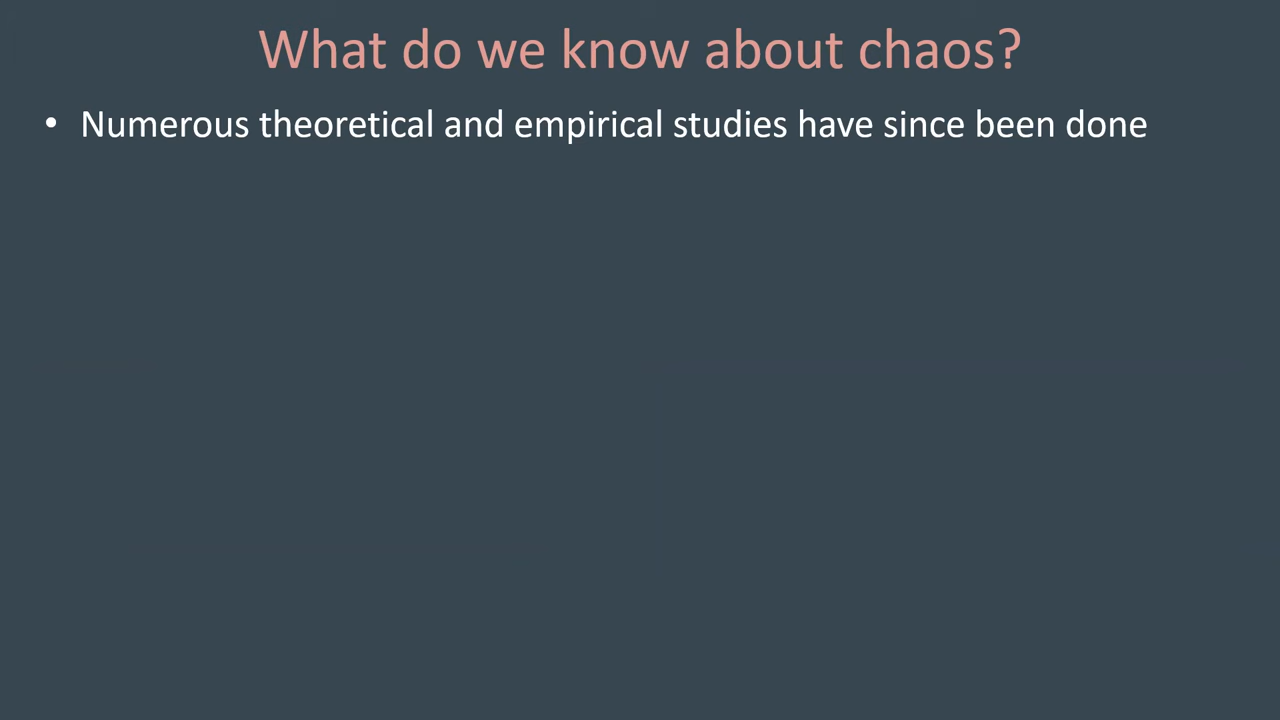 What do we know about chaos?
• Numerous theoretical and empirical studies have since been done